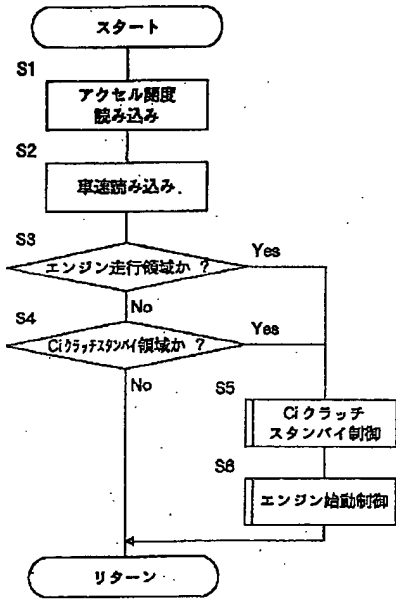 スタート
S1
アクセル開度
読み込み
S2
車速読み込み
S3
エンジン走行領域か ?
Yes
No
S4
Ciクラッチスタンバイ領域か ?
Yes
No
S5
Ciクラッチ
スタンバイ制御
S6
エンジン始動制御
リターン